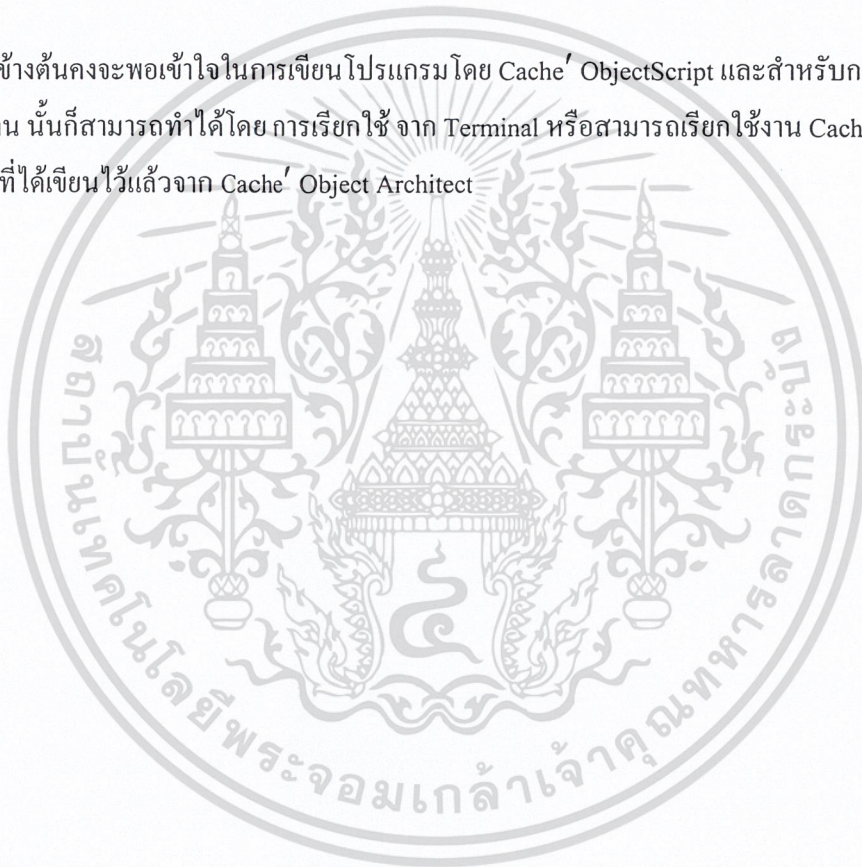 ข้างต้นคงจะพอเข้าใจในการเขียนโปรแกรมโดย Cache′ ObjectScript และสำหรับก
น นั้นก็สามารถทำได้โดย การเรียกใช้ จาก Terminal หรือสามารถเรียกใช้งาน Cach
ที่ได้เขียนไว้แล้วจาก Cache′ Object Architect
สถาบันเทคโนโลยีพระจอมเกล้าเจ้าคุณทหารลาดกระบัง
๔